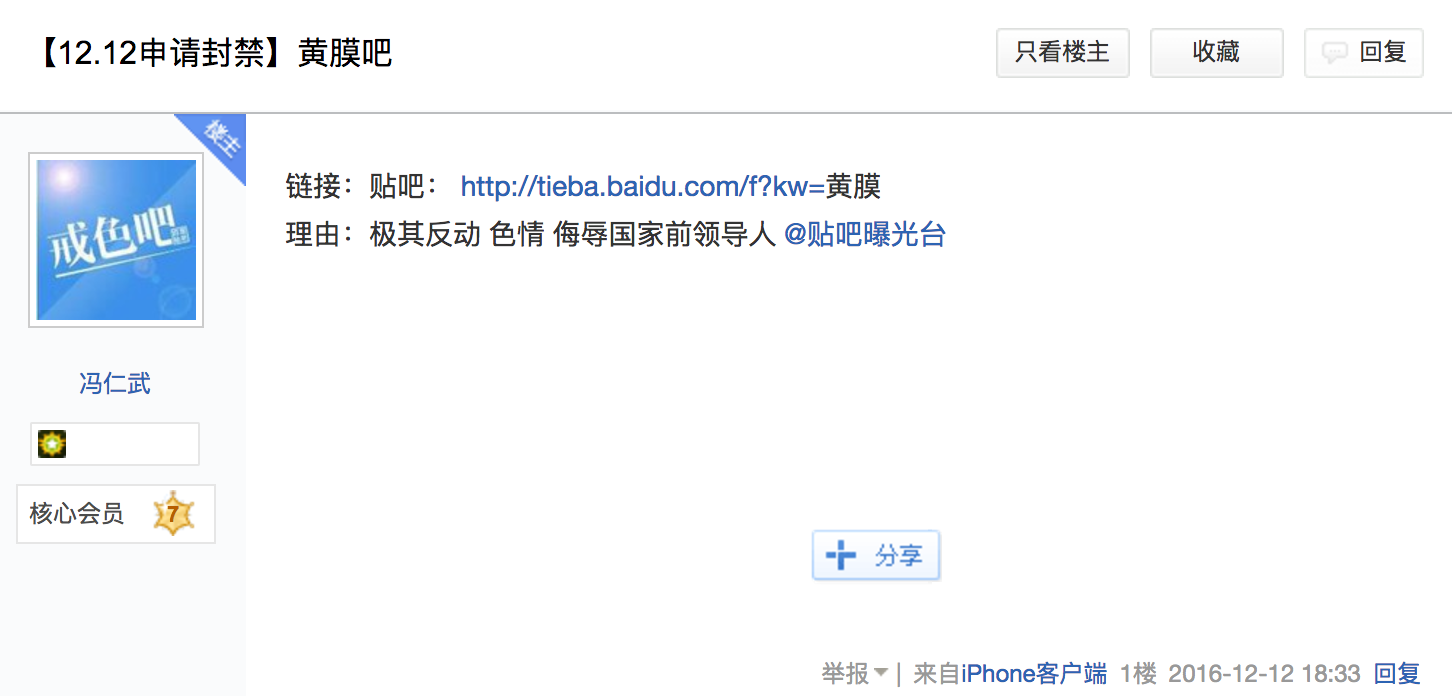 【12.12申请封禁】黄膜吧
只看楼主
收藏
回复
楼主
戒色吧
链接：贴吧： http://tieba.baidu.com/f?kw=黄膜
理由：极其反动 色情 侮辱国家前领导人 @贴吧曝光台
冯仁武
核心会员 7
分享
举报 | 来自iPhone客户端 1楼 2016-12-12 18:33 回复